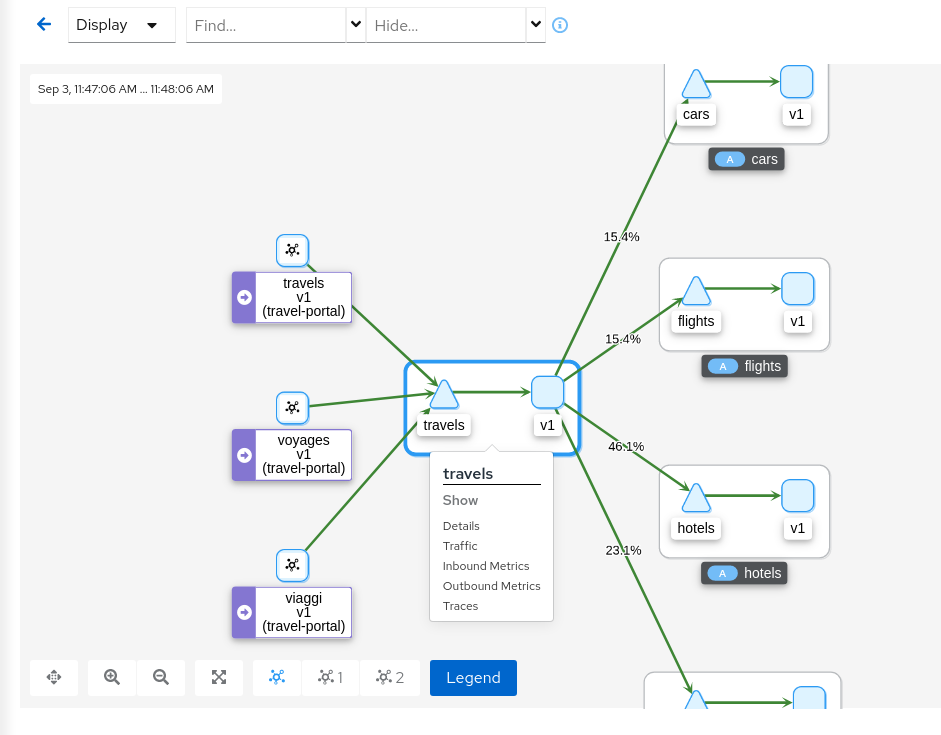 Display
Find...
Hide...
Sep 3, 11:47:06 AM ... 11:48:06 AM
cars
v1
A cars
15.4%
travels
v1
(travel-portal)
flights
v1
15.4%
A flights
voyages
v1
(travel-portal)
travels
v1
46.1%
hotels
v1
A hotels
23.1%
travels
Show
Details
Traffic
Inbound Metrics
Outbound Metrics
Traces
viaggi
v1
(travel-portal)
1
2
Legend